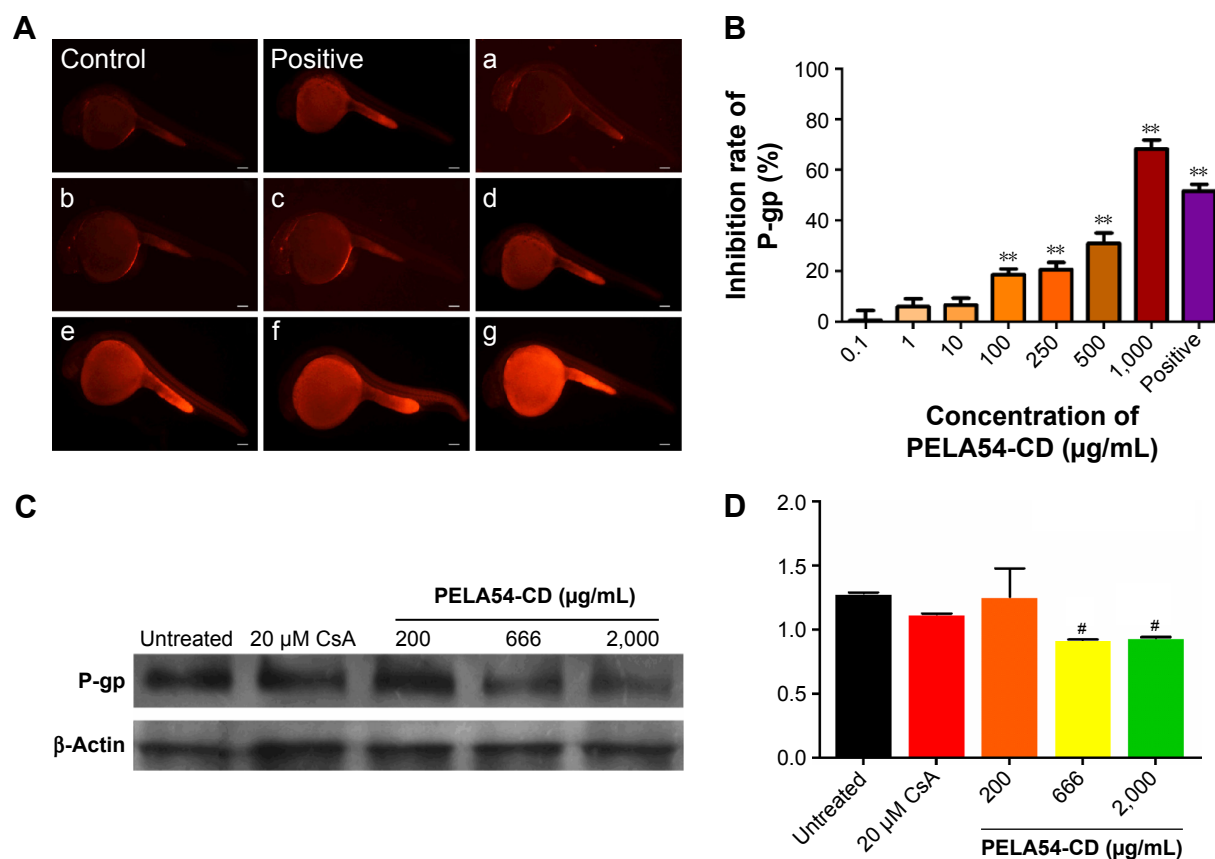 A
Control
Positive
a
b
c
d
e
f
g
B
Inhibition rate of
P-gp (%)
100
80
60
40
20
0
**
**
**
**
**
0.1
1
10
100
250
500
1,000
Positive
Concentration of
PELA54-CD (µg/mL)
C
PELA54-CD (µg/mL)
Untreated 20 µM CsA 200 666 2,000
P-gp
β-Actin
D
2.0
1.5
1.0
0.5
0.0
#
#
Untreated
20 µM CsA
200
666
2,000
PELA54-CD (µg/mL)